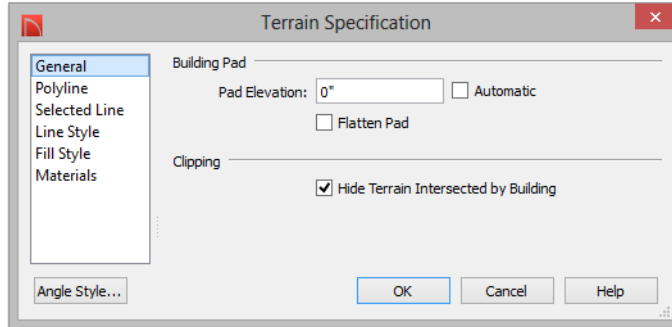 Terrain Specification
General
Polyline
Selected Line
Line Style
Fill Style
Materials
Building Pad
Pad Elevation: 0" Automatic
Flatten Pad
Clipping
Hide Terrain Intersected by Building
Angle Style... OK Cancel Help